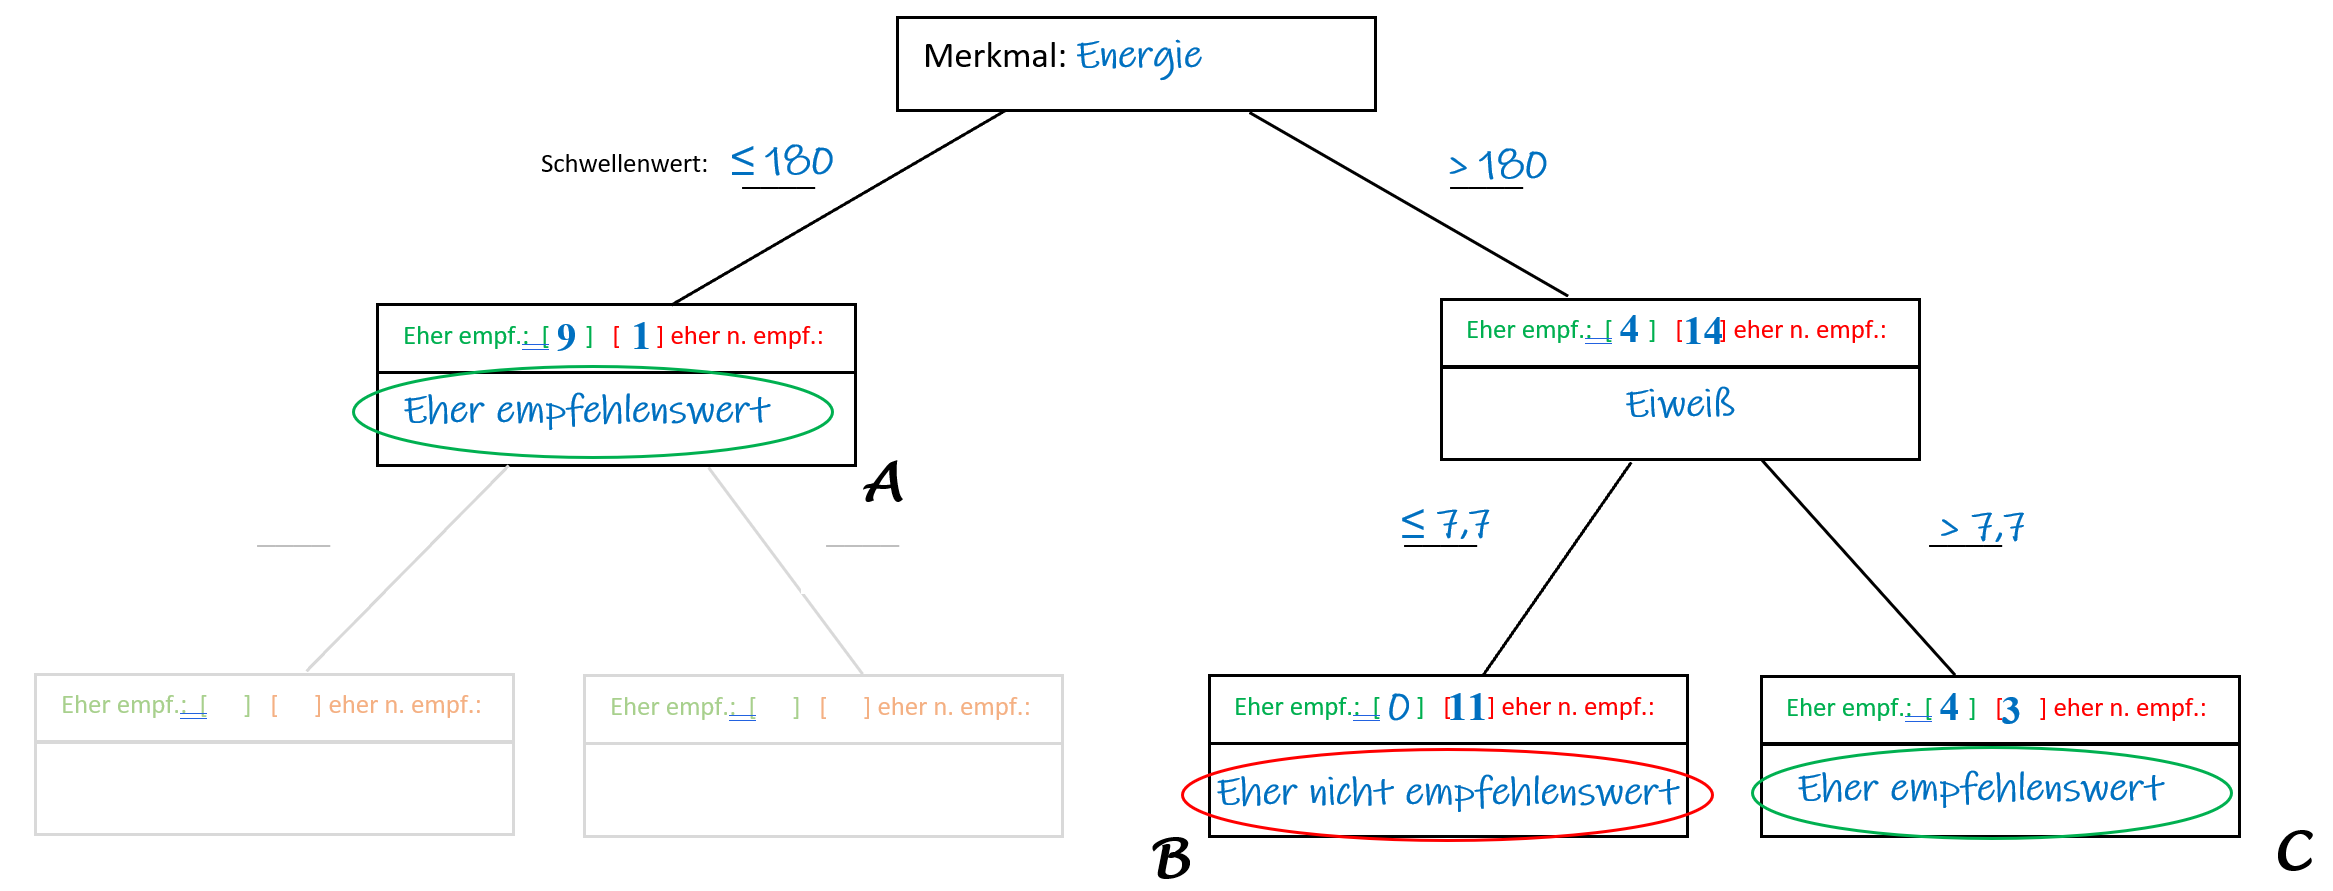 Merkmal: Energie
Schwellenwert: ≤ 180
> 180
Eher empf.: [ 9 ] [ 1 ] eher n. empf.:
Eher empfehlenswert
A
Eher empf.: [ 4 ] [14] eher n. empf.:
Eiweiß
≤ 7,7
> 7,7
Eher empf.: [ ] [ ] eher n. empf.:
Eher empf.: [ ] [ ] eher n. empf.:
Eher empf.: [ 0 ] [11] eher n. empf.:
Eher nicht empfehlenswert
B
Eher empf.: [ 4 ] [3 ] eher n. empf.:
Eher empfehlenswert
C